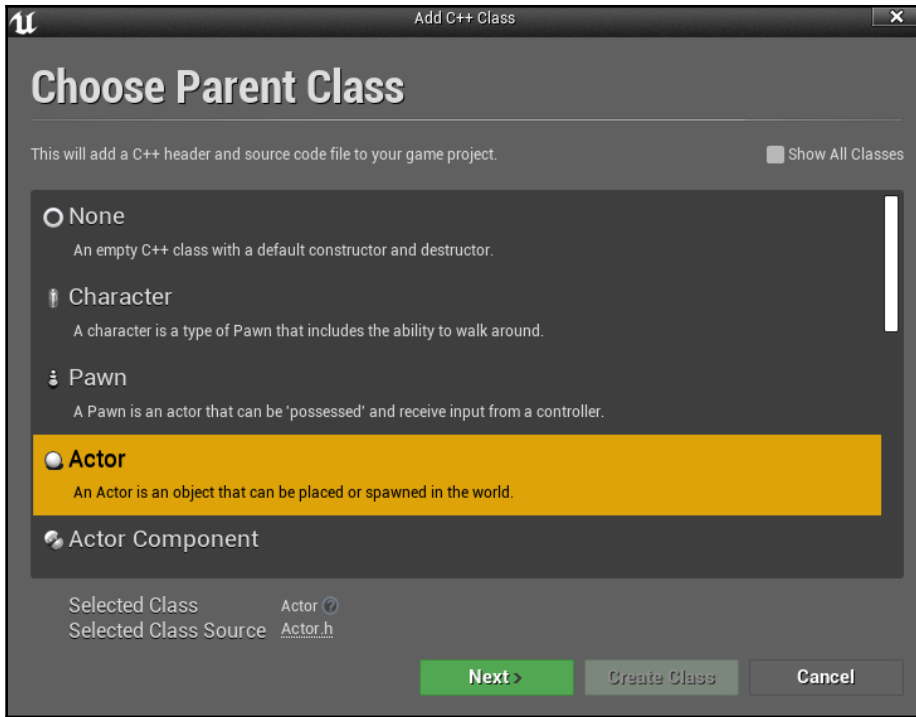 Add C++ Class
Choose Parent Class
This will add a C++ header and source code file to your game project.
Show All Classes
None
An empty C++ class with a default constructor and destructor.
Character
A character is a type of Pawn that includes the ability to walk around.
Pawn
A Pawn is an actor that can be 'possessed' and receive input from a controller.
Actor
An Actor is an object that can be placed or spawned in the world.
Actor Component
Selected Class Actor
Selected Class Source Actor.h
Next Create Class Cancel